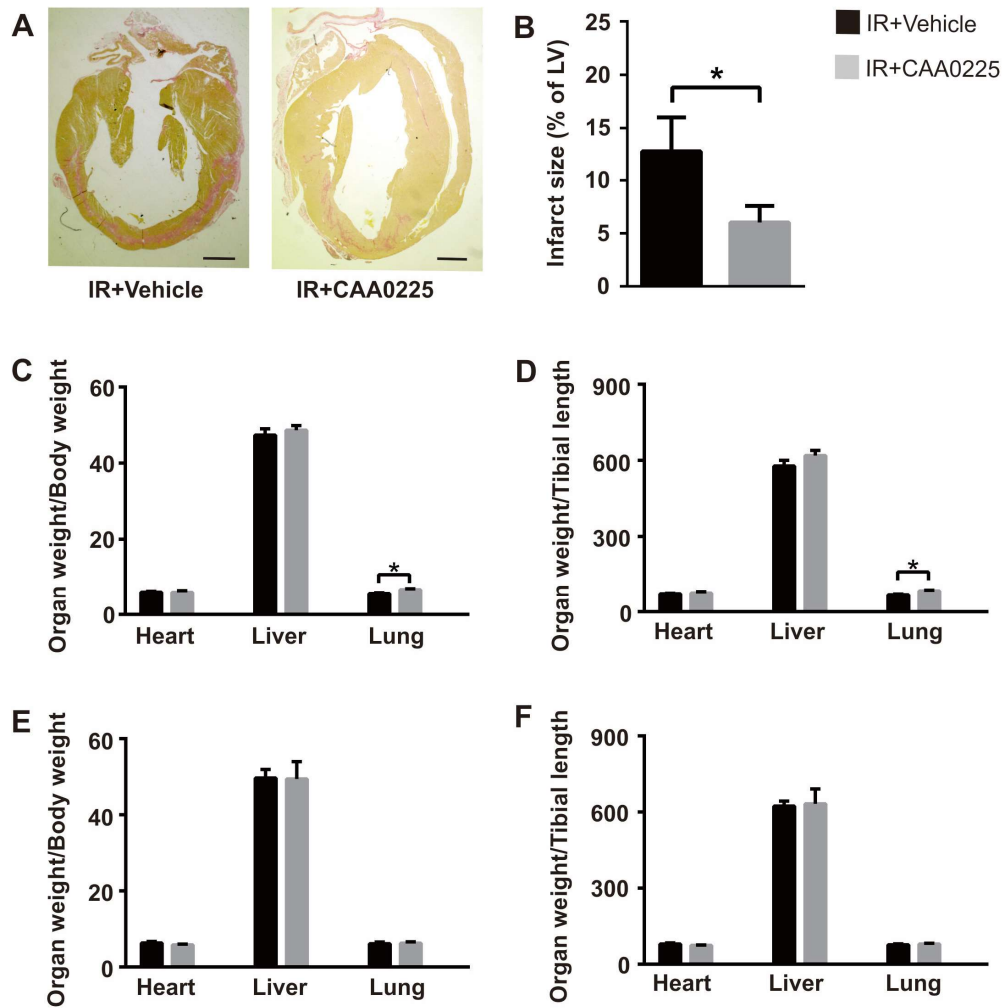 A
IR+Vehicle
IR+CAA0225
B
Infarct size (% of LV)
25
20
15
10
5
0
*
IR+Vehicle
IR+CAA0225
C
Organ weight/Body weight
60
40
20
0
*
Heart Liver Lung
D
Organ weight/Tibial length
900
600
300
0
*
Heart Liver Lung
E
Organ weight/Body weight
60
40
20
0
Heart Liver Lung
F
Organ weight/Tibial length
900
600
300
0
Heart Liver Lung